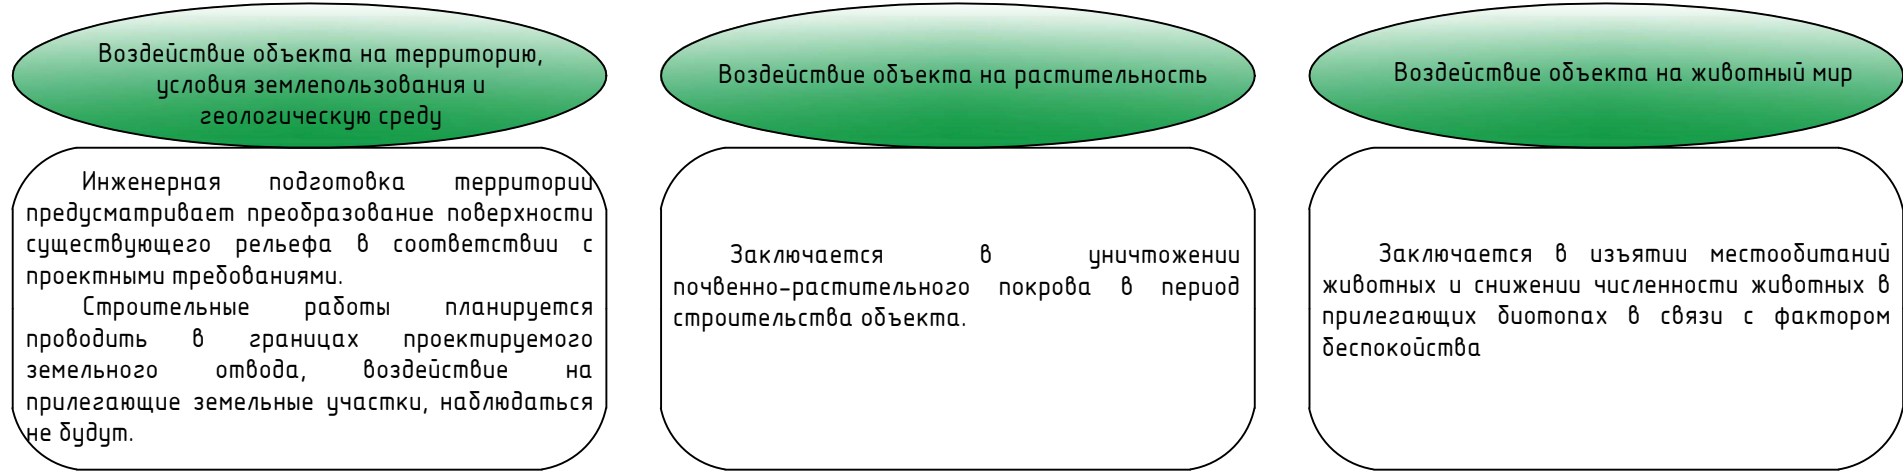 Воздействие объекта на территорию,
условия землепользования и
геологическую среду
Инженерная подготовка территории
предусматривает преобразование поверхности
существующего рельефа в соответствии с
проектными требованиями.
Строительные работы планируется
проводить в границах проектируемого
земельного отвода, воздействие на
прилегающие земельные участки, наблюдаться
не будут.
Воздействие объекта на растительность
Заключается в уничтожении
почвенно-растительного покрова в период
строительства объекта.
Воздействие объекта на животный мир
Заключается в изъятии местообитаний
животных и снижении численности животных в
прилегающих биотопах в связи с фактором
беспокойства